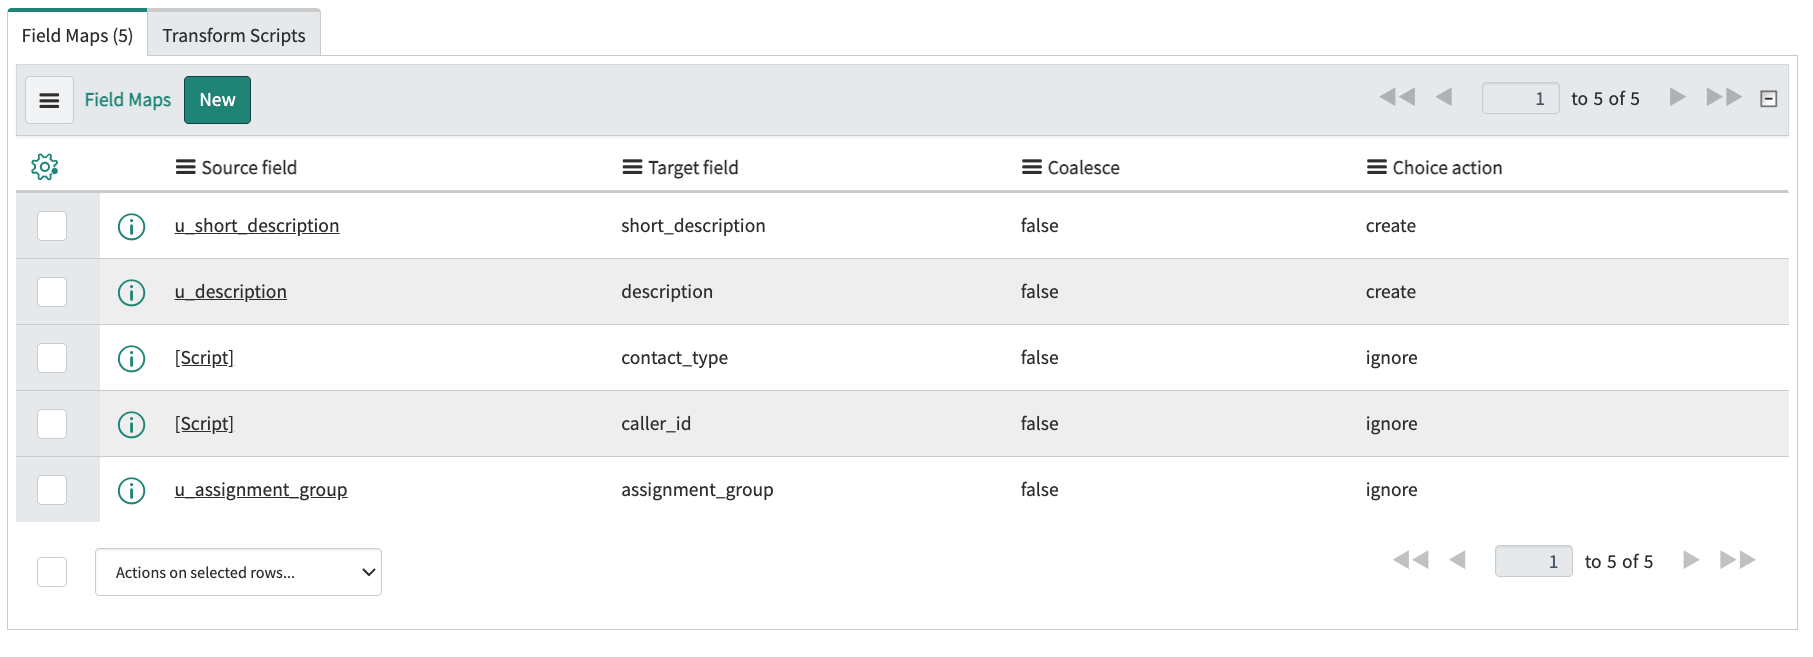 Field Maps (5) Transform Scripts
Field Maps New 1 to 5 of 5
Source field Target field Coalesce Choice action
u_short_description short_description false create
u_description description false create
[Script] contact_type false ignore
[Script] caller_id false ignore
u_assignment_group assignment_group false ignore
Actions on selected rows... 1 to 5 of 5